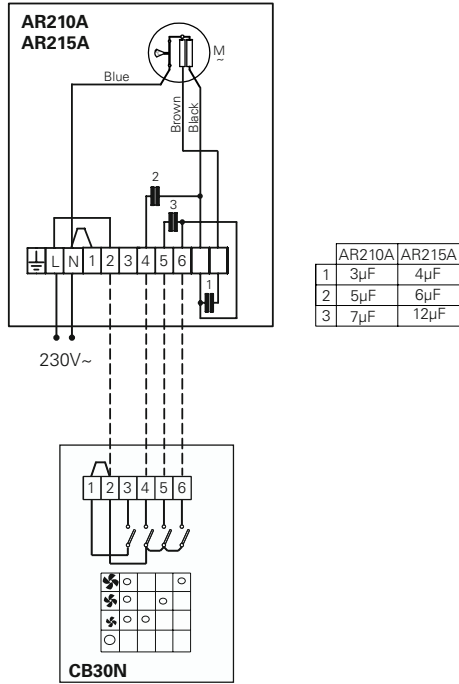 AR210A
AR215A
M
~
Blue
Brown
Black
2
3
L N 1 2 3 4 5 6
1
230V~
AR210A AR215A
1 3µF 4µF
2 5µF 6µF
3 7µF 12µF
1 2 3 4 5 6
CB30N